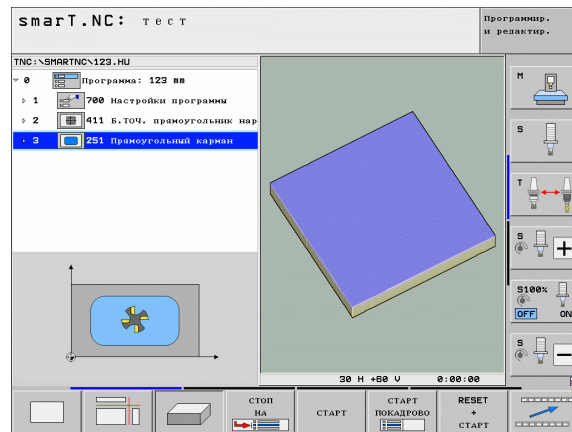 smarT.NC: тест
Программир.
и редактир.
TNC:\SMARTNC\123.HU
0 Программа: 123 mm
1 700 Настройки программы
2 411 Б.точ. прямоугольник нар
3 251 Прямоугольный карман
M
S
T
S
S100%
OFF ON
S
30 H +60 V 0:00:00
СТОП
НА
СТАРТ
СТАРТ
ПОКАДРОВО
RESET
+
СТАРТ